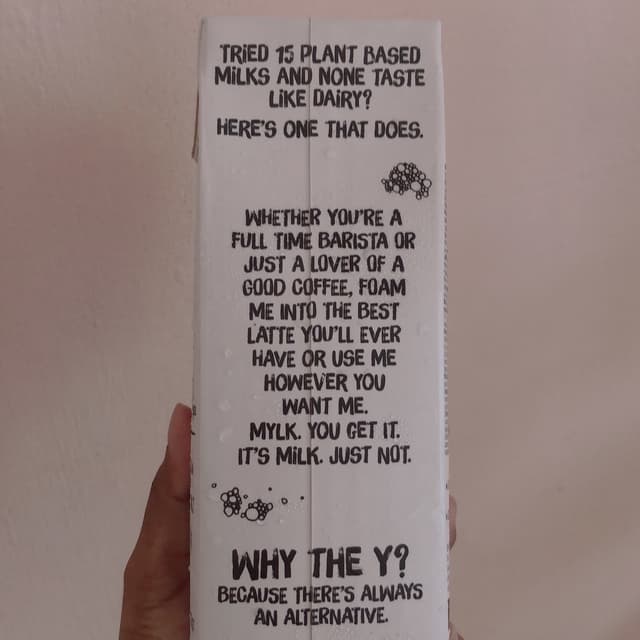 TRIED 15 PLANT BASED
MILKS AND NONE TASTE
LIKE DAIRY?
HERE'S ONE THAT DOES.
WHETHER YOU'RE A
FULL TIME BARISTA OR
JUST A LOVER OF A
GOOD COFFEE, FOAM
ME INTO THE BEST
LATTE YOU'LL EVER
HAVE OR USE ME
HOWEVER YOU
WANT ME.
MYLK. YOU GET IT.
IT'S MILK. JUST NOT.
WHY THE Y?
BECAUSE THERE'S ALWAYS
AN ALTERNATIVE.